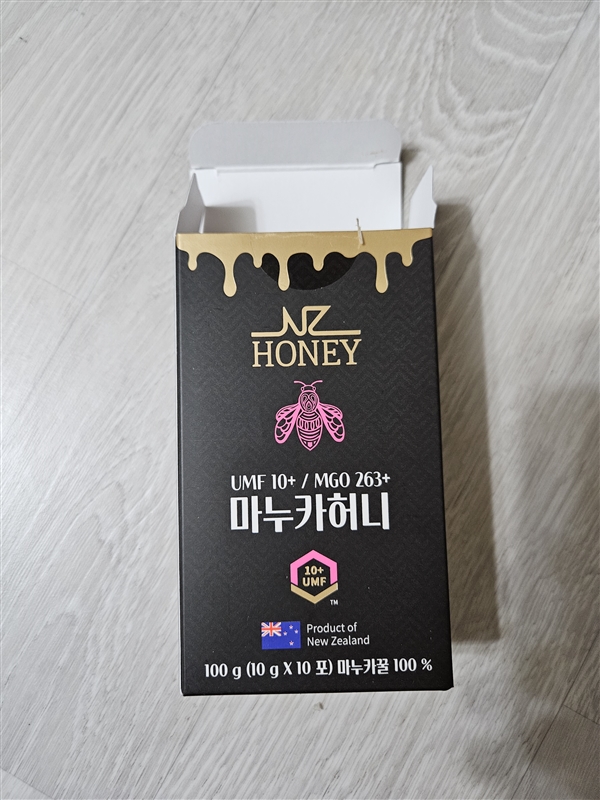 NZ
HONEY
UMF 10+ / MGO 263+
마누카허니
10+
UMF
TM
Product of
New Zealand
100 g (10 g X 10 포) 마누카꿀 100 %